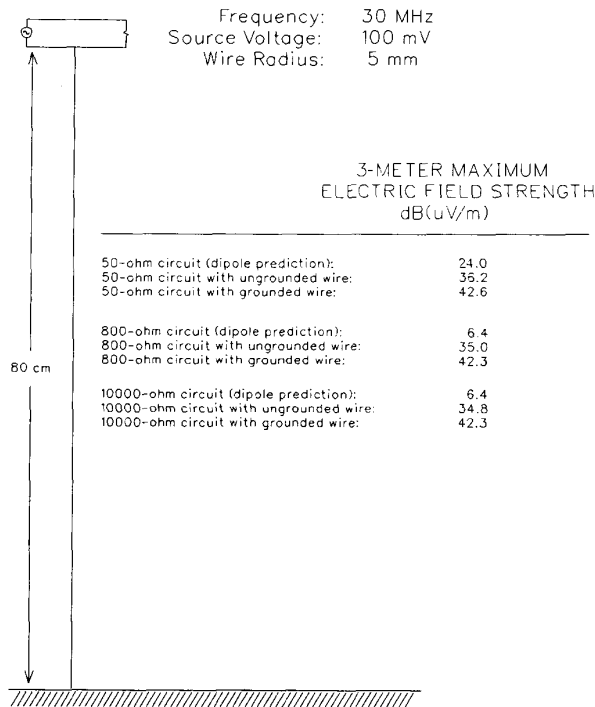 Frequency: 30 MHz
Source Voltage: 100 mV
Wire Radius: 5 mm
3-METER MAXIMUM
ELECTRIC FIELD STRENGTH
dB(uV/m)
50-ohm circuit (dipole prediction): 24.0
50-ohm circuit with ungrounded wire: 36.2
50-ohm circuit with grounded wire: 42.6
800-ohm circuit (dipole prediction): 6.4
800-ohm circuit with ungrounded wire: 35.0
800-ohm circuit with grounded wire: 42.3
80 cm
10000-ohm circuit (dipole prediction): 6.4
10000-ohm circuit with ungrounded wire: 34.8
10000-ohm circuit with grounded wire: 42.3